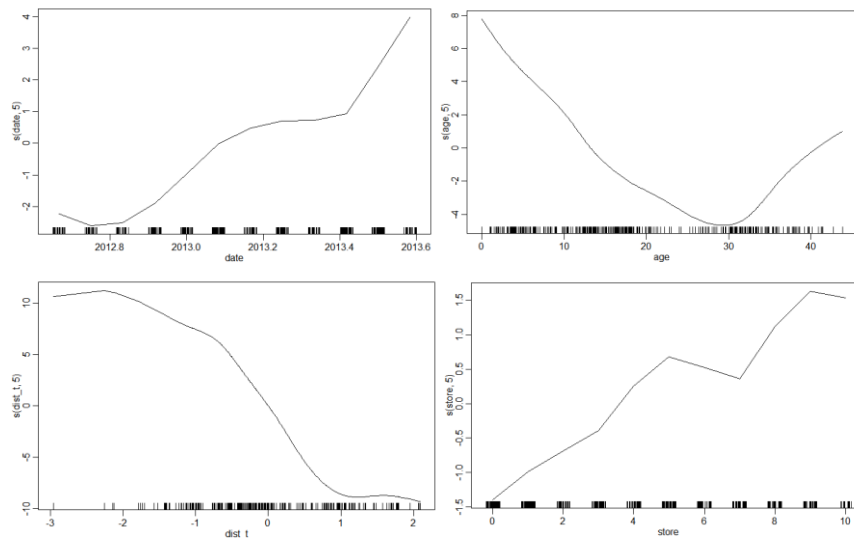 4
3
2
1
0
-2
s(date, 5)
2012.8 2013.0 2013.2 2013.4 2013.6
date
8
6
4
2
0
-2
-4
s(age, 5)
0 10 20 30 40
age
10
5
0
-5
-10
s(dist_t, 5)
-3 -2 -1 0 1 2
dist_t
1.5
1.0
0.5
0.0
-0.5
-1.0
-1.5
s(store, 5)
0 2 4 6 8 10
store